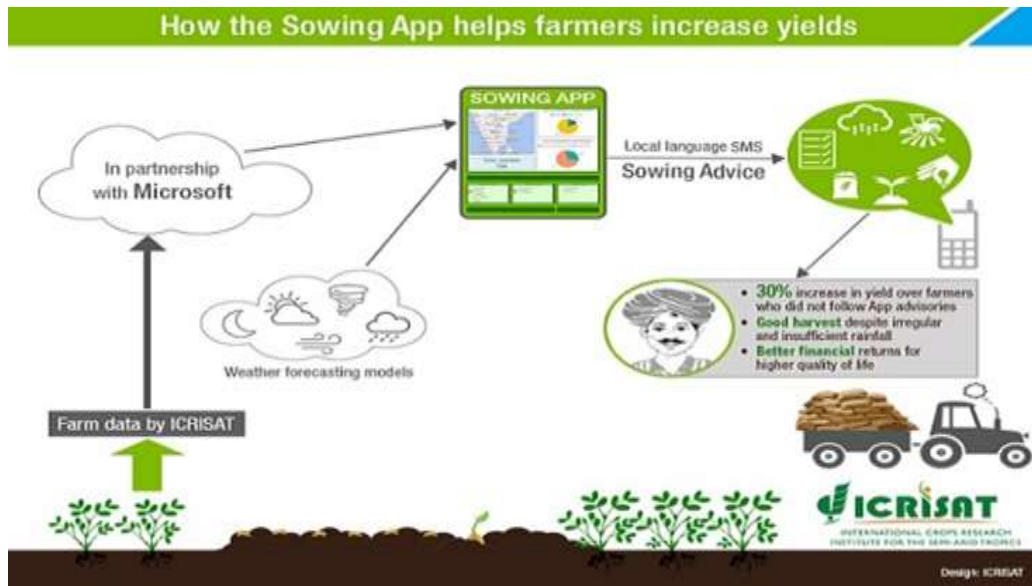 How the Sowing App helps farmers increase yields
In partnership
with Microsoft
SOWING APP
Local language SMS
Sowing Advice
Weather forecasting models
Farm data by ICRISAT
• 30% increase in yield over farmers
who did not follow App advisories
• Good harvest despite irregular
and insufficient rainfall
• Better financial returns for
higher quality of life
ICRISAT
INTERNATIONAL CROPS RESEARCH
INSTITUTE FOR THE SEMI-ARID TROPICS
Design: ICRISAT